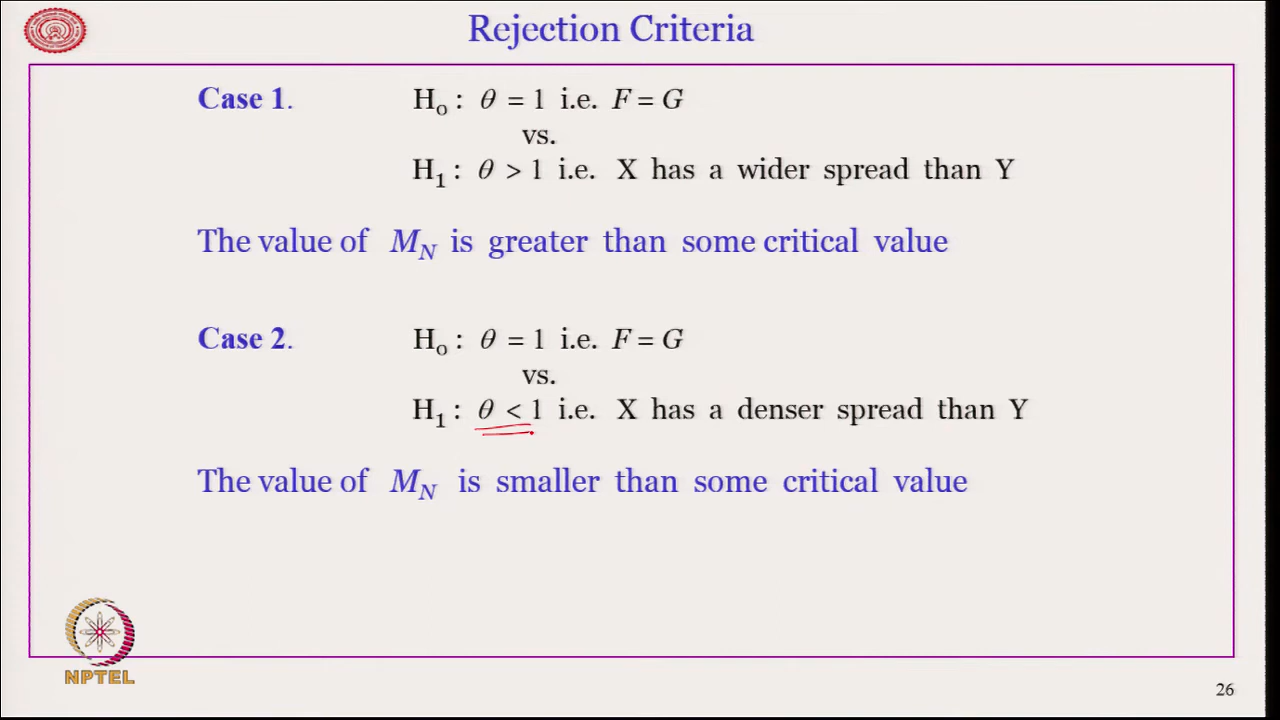 Rejection Criteria
Case 1. H₀ : θ = 1 i.e. F = G
vs.
H₁ : θ > 1 i.e. X has a wider spread than Y
The value of M_N is greater than some critical value
Case 2. H₀ : θ = 1 i.e. F = G
vs.
H₁ : θ < 1 i.e. X has a denser spread than Y
The value of M_N is smaller than some critical value
NPTEL
26